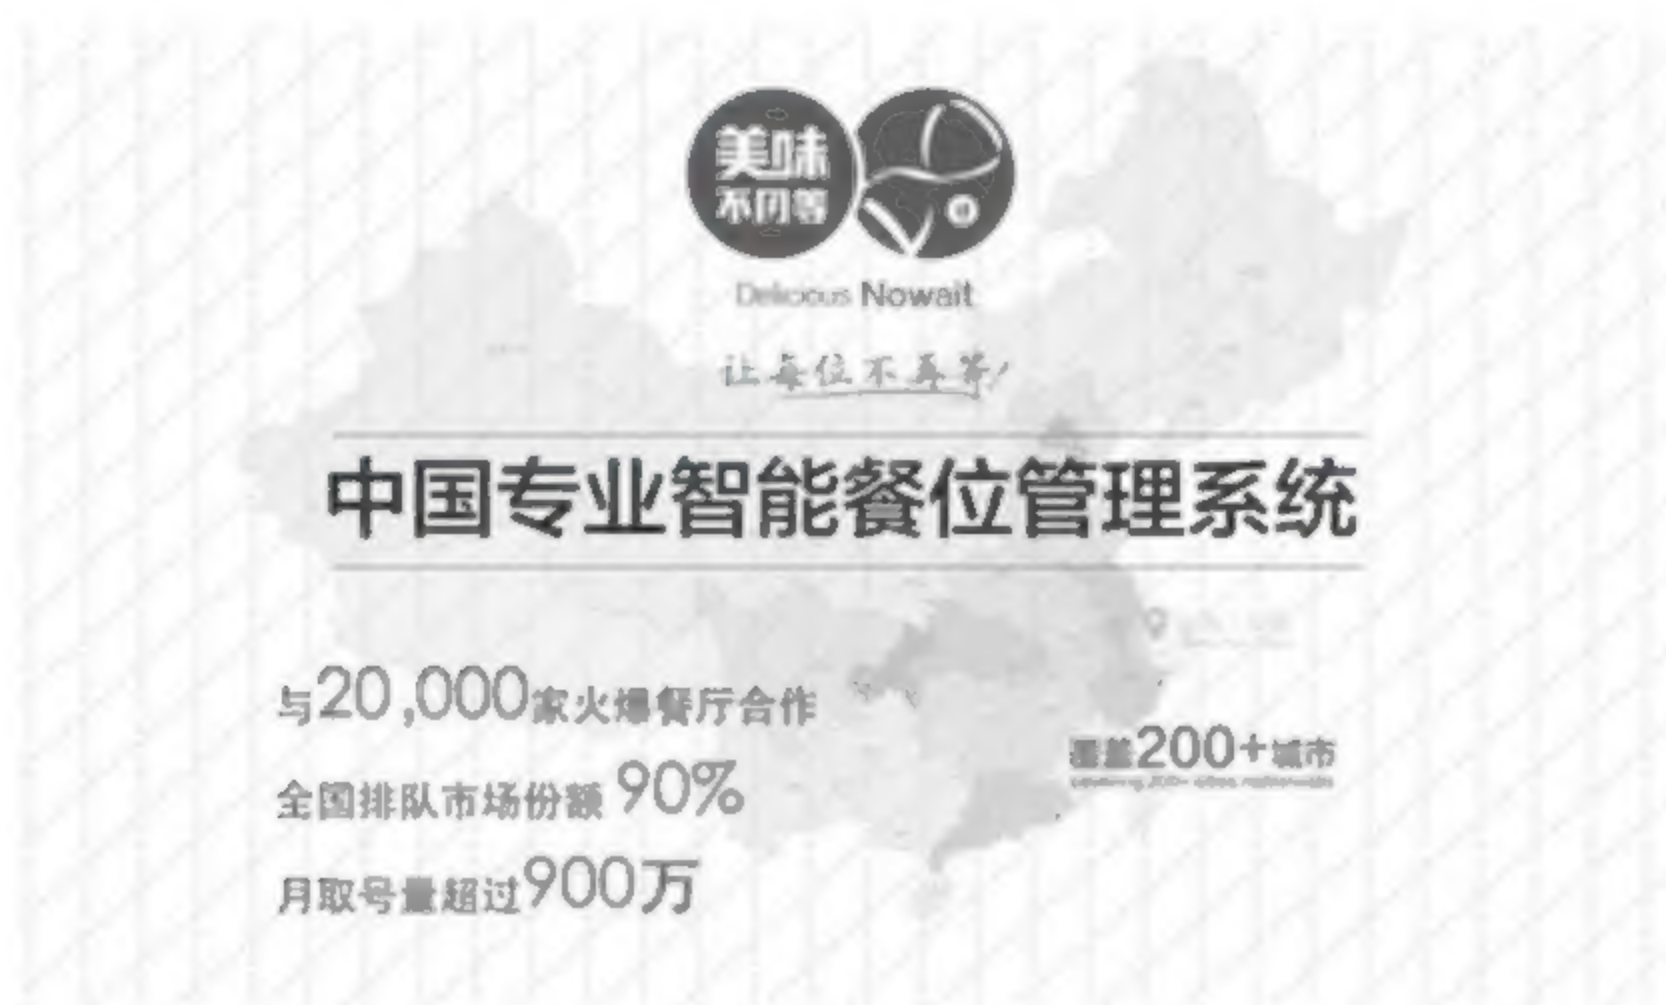 美味
不用等
Delicious Nowait
让每位不再等!
中国专业智能餐位管理系统
与20,000家火爆餐厅合作
全国排队市场份额 90%
月取号量超过900万
覆盖200+城市